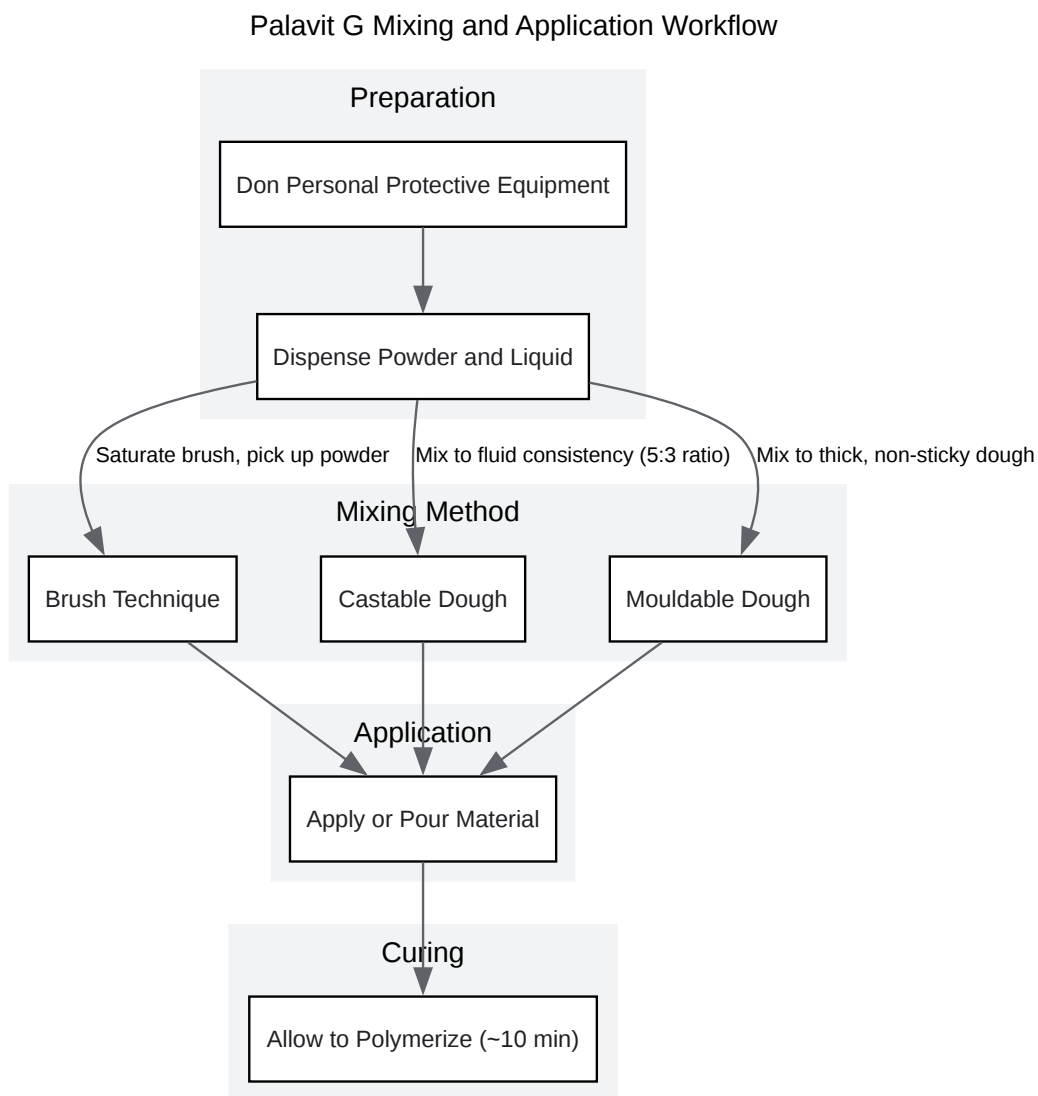 Palavit G Mixing and Application Workflow
Preparation
Don Personal Protective Equipment
Dispense Powder and Liquid
Saturate brush, pick up powder
Mix to fluid consistency (5:3 ratio)
Mix to thick, non-sticky dough
Mixing Method
Brush Technique
Castable Dough
Mouldable Dough
Application
Apply or Pour Material
Curing
Allow to Polymerize (~10 min)